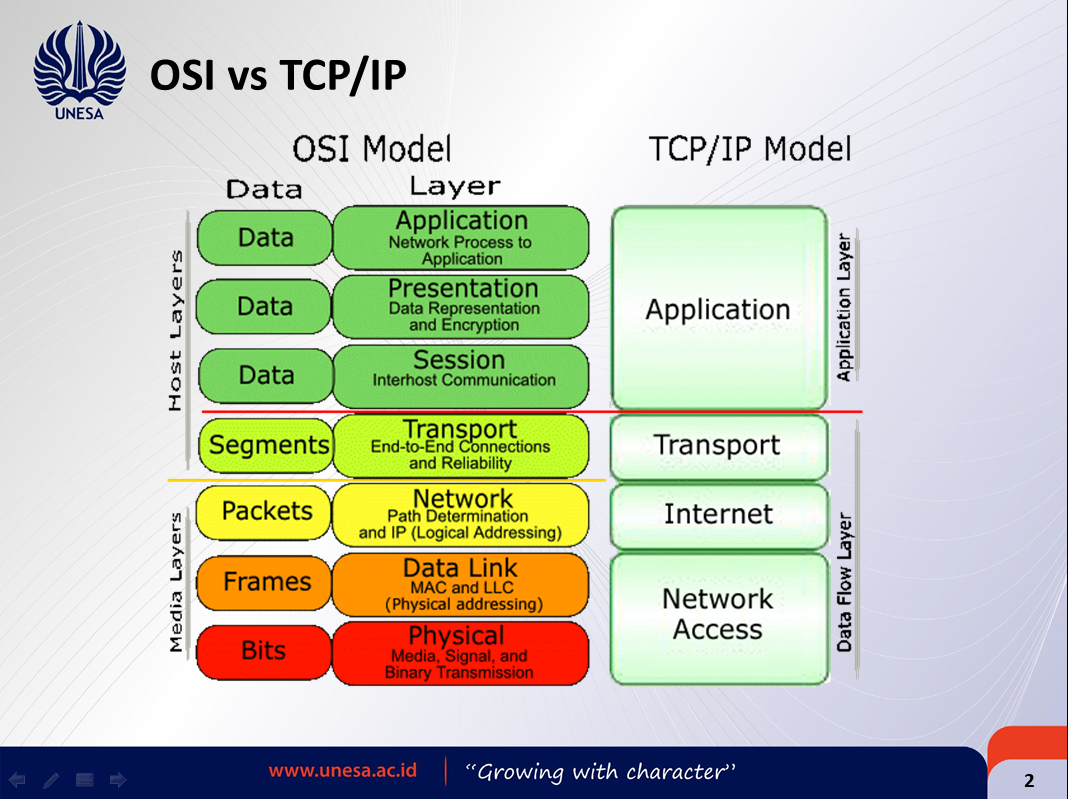 UNESA
OSI vs TCP/IP
OSI Model
TCP/IP Model
Data
Layer
Host Layers
Data
Application
Network Process to
Application
Data
Presentation
Data Representation
and Encryption
Data
Session
Interhost Communication
Segments
Transport
End-to-End Connections
and Reliability
Media Layers
Packets
Network
Path Determination
and IP (Logical Addressing)
Frames
Data Link
MAC and LLC
(Physical addressing)
Bits
Physical
Media, Signal, and
Binary Transmission
Application
Application Layer
Transport
Internet
Network
Access
Data Flow Layer
www.unesa.ac.id
“Growing with character”
2